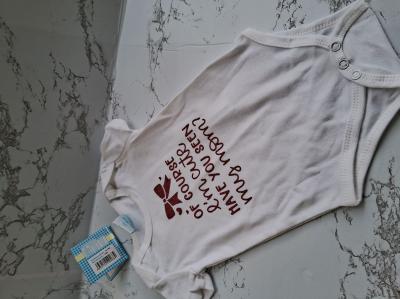 Of
COURSE
I'm cute
HAVE YOU SEEN
my mom?